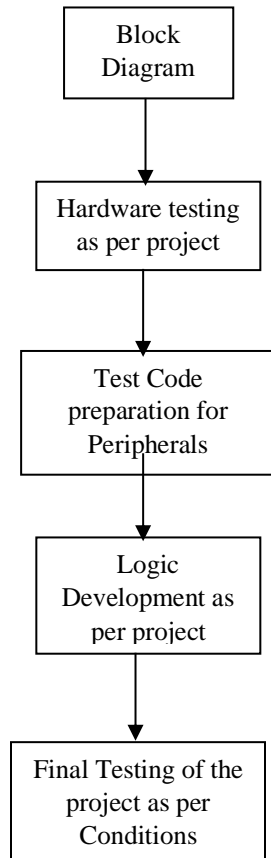 Block
Diagram
Hardware testing
as per project
Test Code
preparation for
Peripherals
Logic
Development as
per project
Final Testing of the
project as per
Conditions